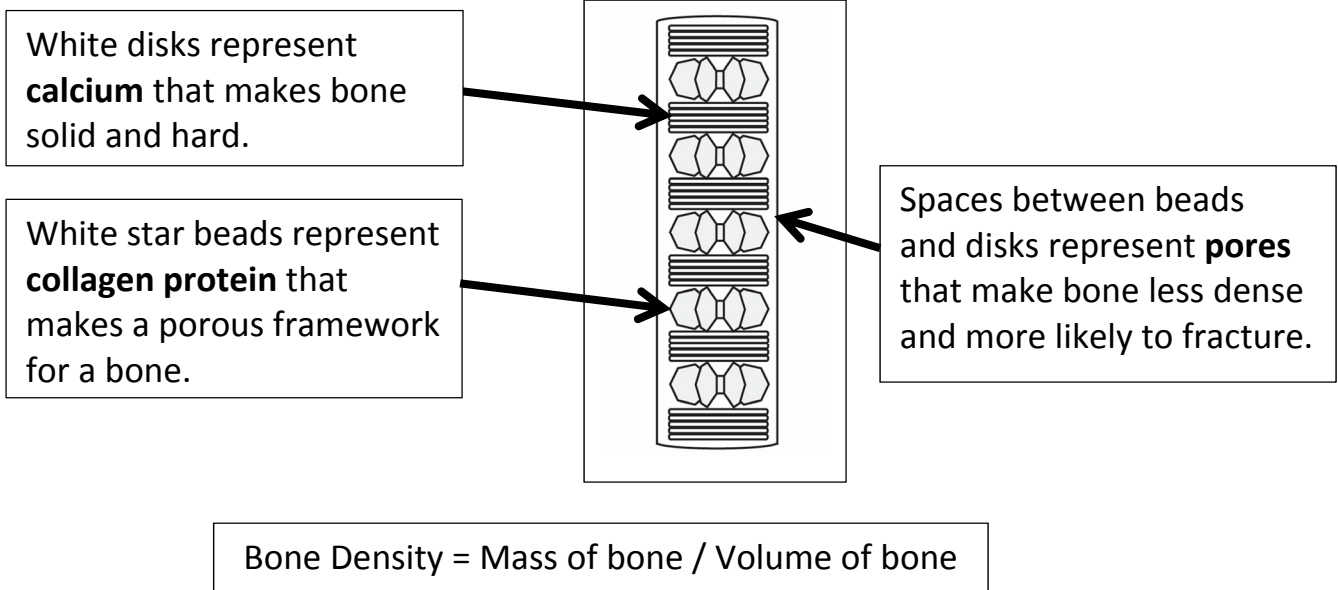 White disks represent
calcium that makes bone
solid and hard.
White star beads represent
collagen protein that
makes a porous framework
for a bone.
Spaces between beads
and disks represent pores
that make bone less dense
and more likely to fracture.
Bone Density = Mass of bone / Volume of bone